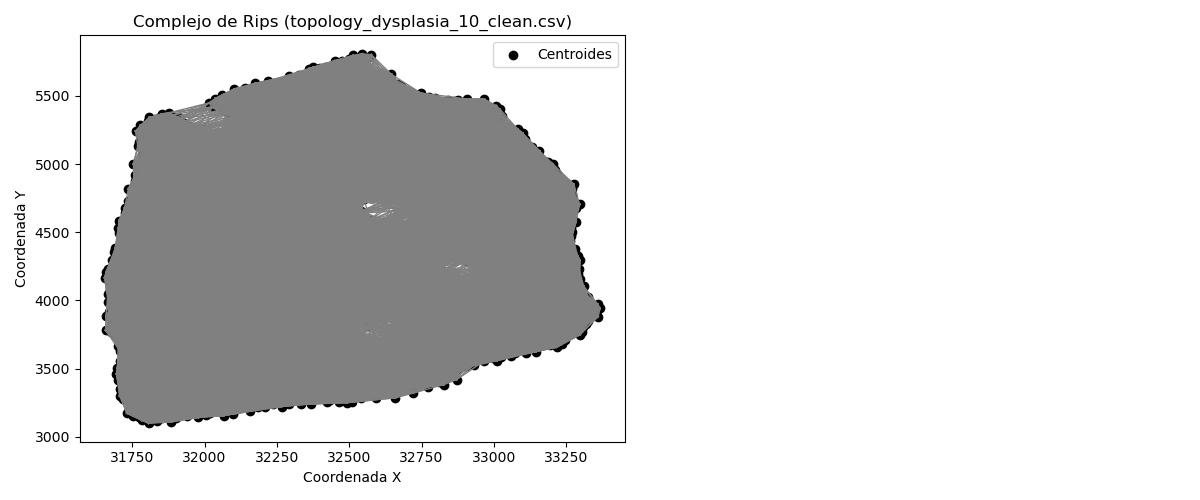 Complejo de Rips (topology_dysplasia_10_clean.csv)
Centroides
5500
5000
4500
4000
3500
3000
Coordenada Y
31750 32000 32250 32500 32750 33000 33250
Coordenada X